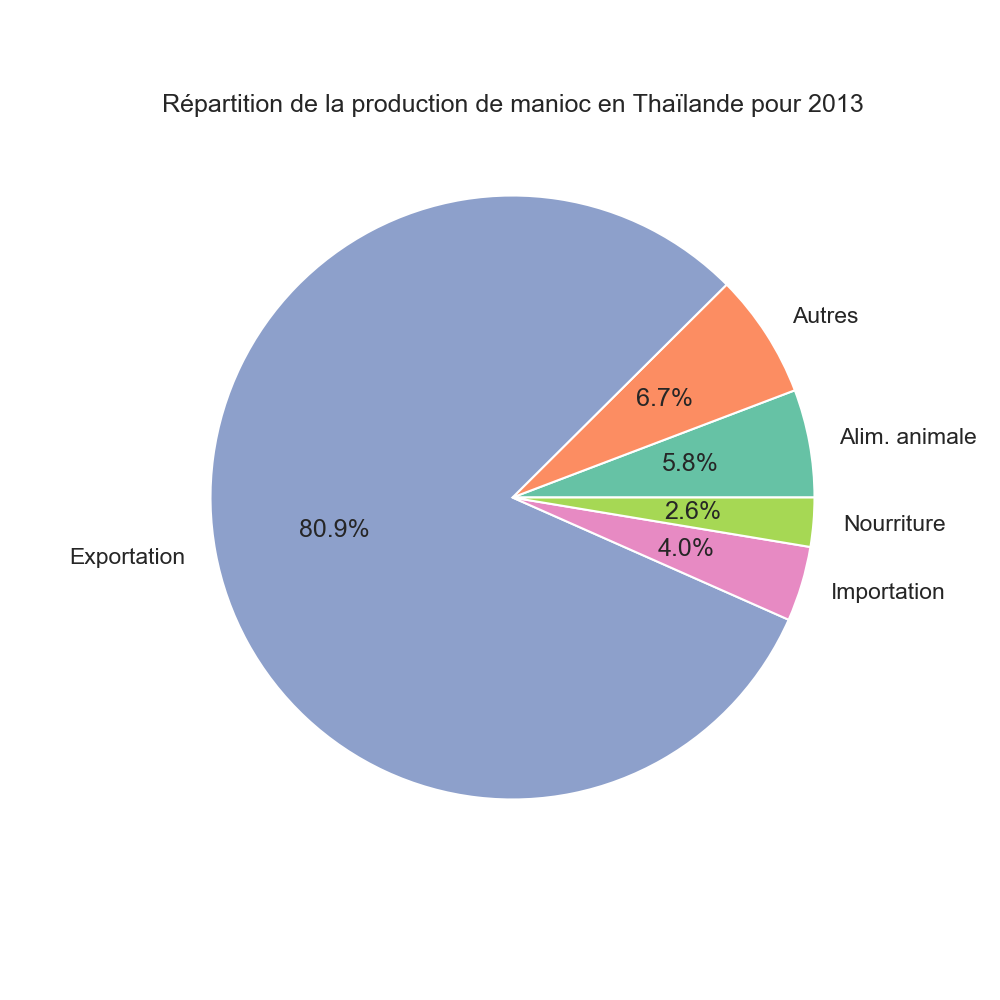 Répartition de la production de manioc en Thaïlande pour 2013
Autres
6.7%
Alim. animale
5.8%
2.6%
Nourriture
80.9%
4.0%
Exportation
Importation